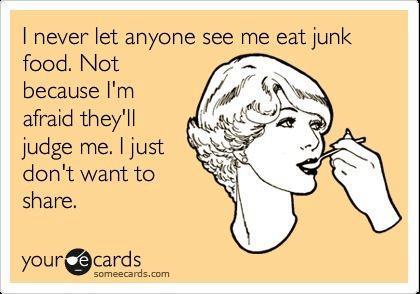 I never let anyone see me eat junk
food. Not
because I'm
afraid they'll
judge me. I just
don't want to
share.
your e cards
someecards.com